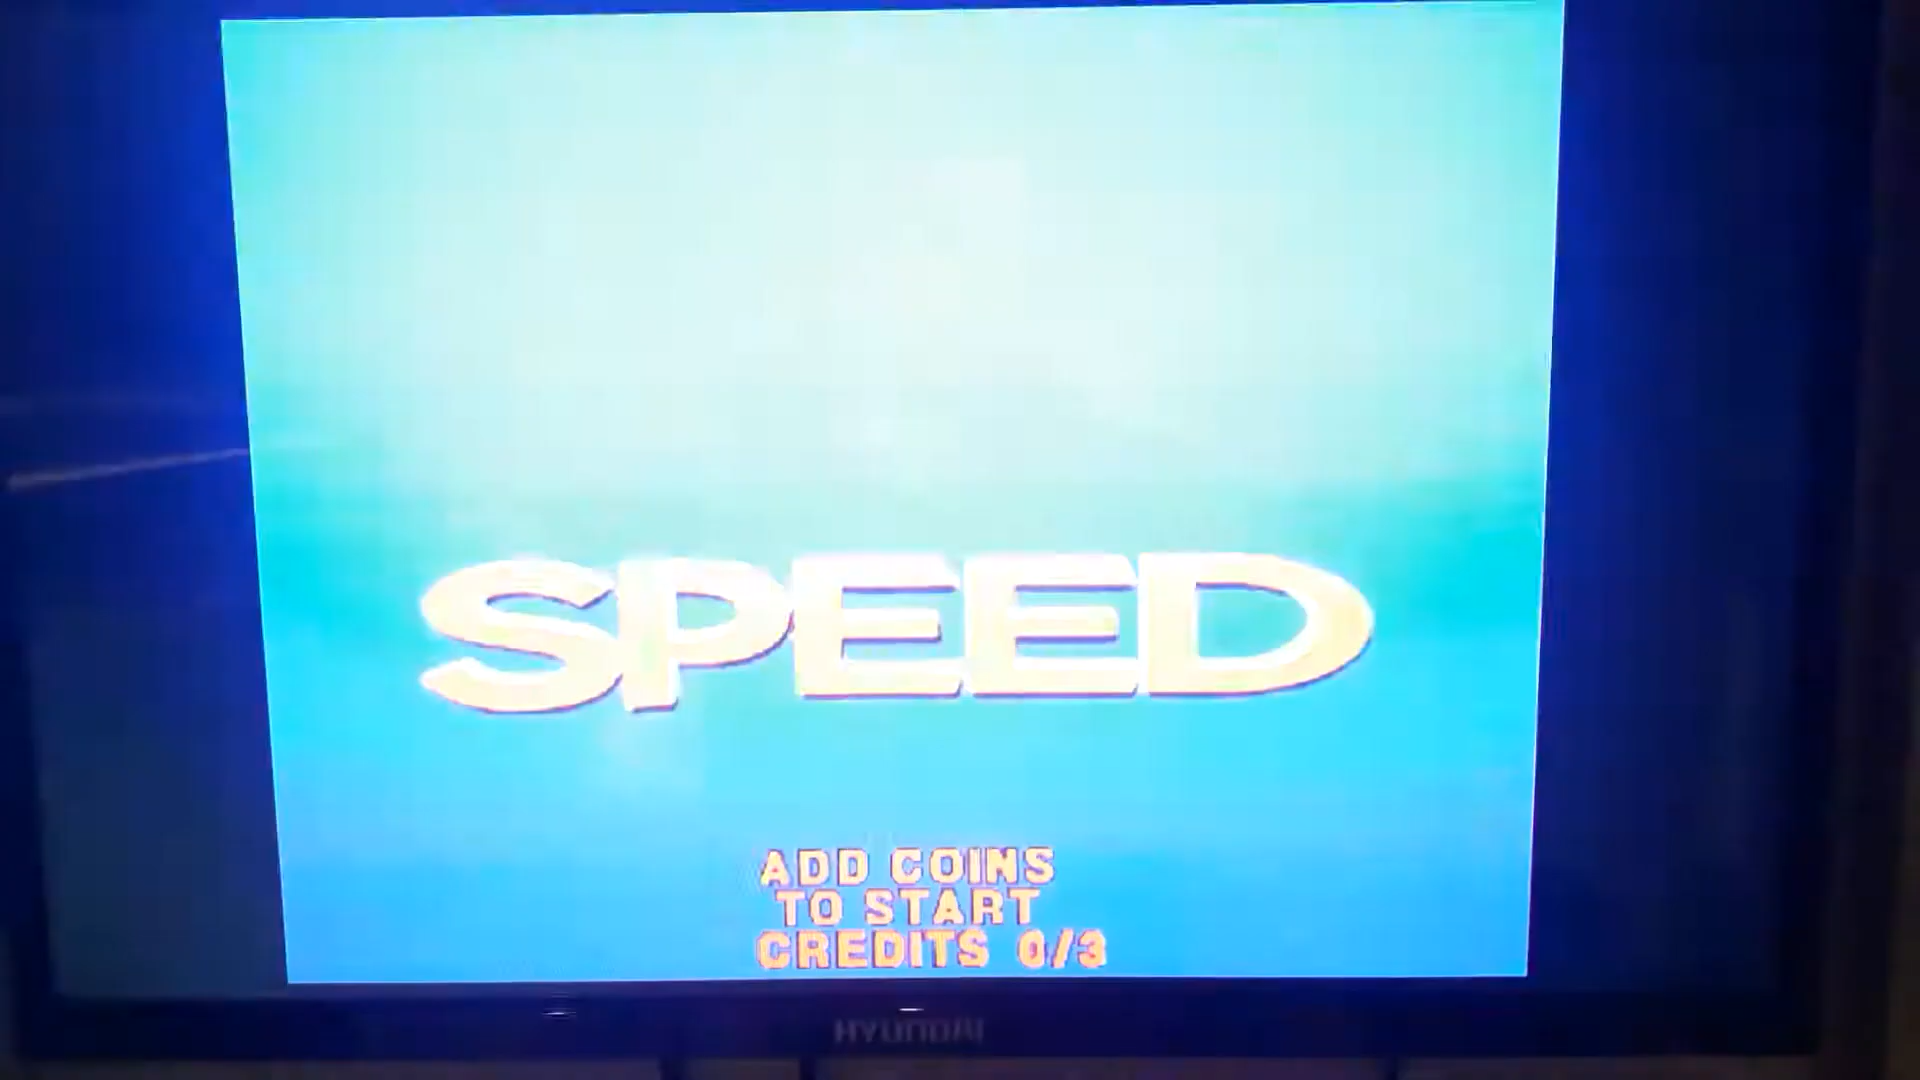 SPEED
ADD COINS
TO START
CREDITS 0/3
HYUNDAI